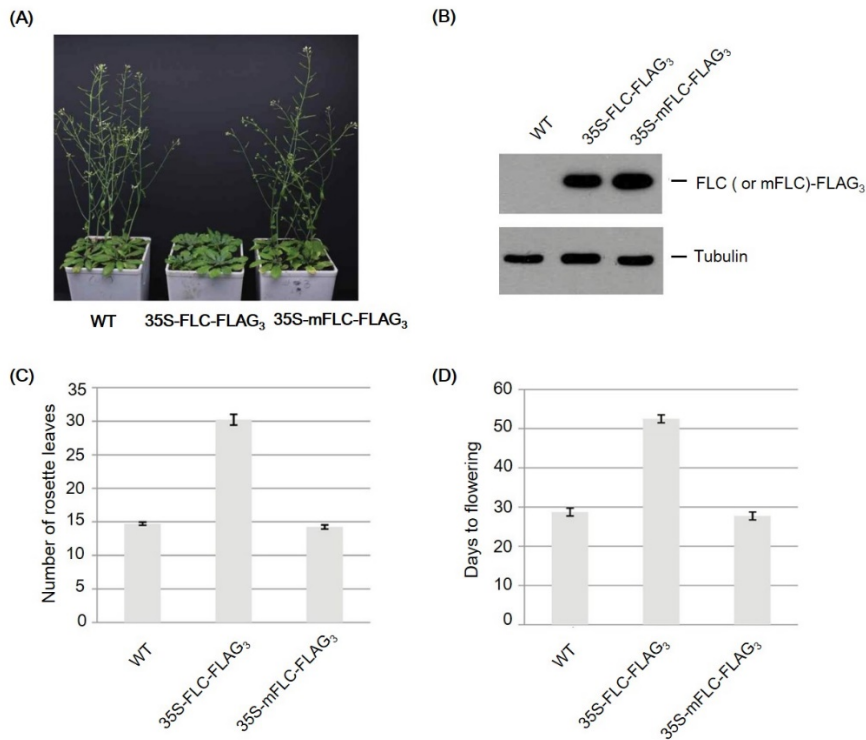 (A)
WT
35S-FLC-FLAG₃
35S-mFLC-FLAG₃
(B)
WT
35S-FLC-FLAG₃
35S-mFLC-FLAG₃
FLC ( or mFLC)-FLAG₃
Tubulin
(C)
Number of rosette leaves
35
30
25
20
15
10
5
0
WT
35S-FLC-FLAG₃
35S-mFLC-FLAG₃
(D)
Days to flowering
60
50
40
30
20
10
0
WT
35S-FLC-FLAG₃
35S-mFLC-FLAG₃